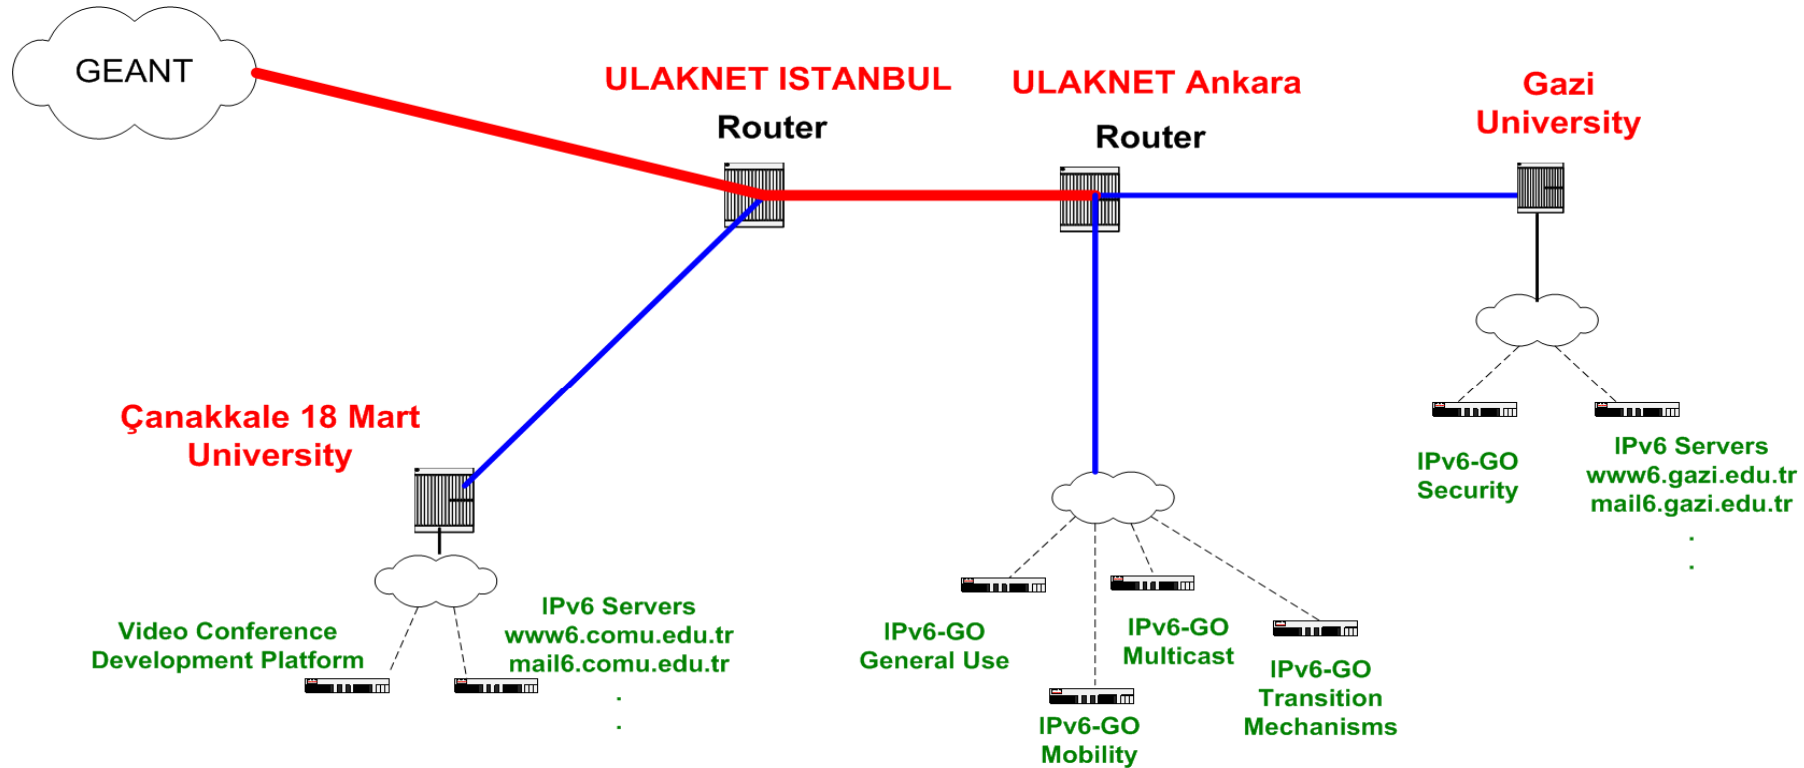 GEANT
ULAKNET ISTANBUL
Router
ULAKNET Ankara
Router
Gazi
University
Çanakkale 18 Mart
University
Video Conference
Development Platform
IPv6 Servers
www6.comu.edu.tr
mail6.comu.edu.tr
.
.
IPv6-GO
General Use
IPv6-GO
Mobility
IPv6-GO
Multicast
IPv6-GO
Transition
Mechanisms
IPv6-GO
Security
IPv6 Servers
www6.gazi.edu.tr
mail6.gazi.edu.tr
.
.